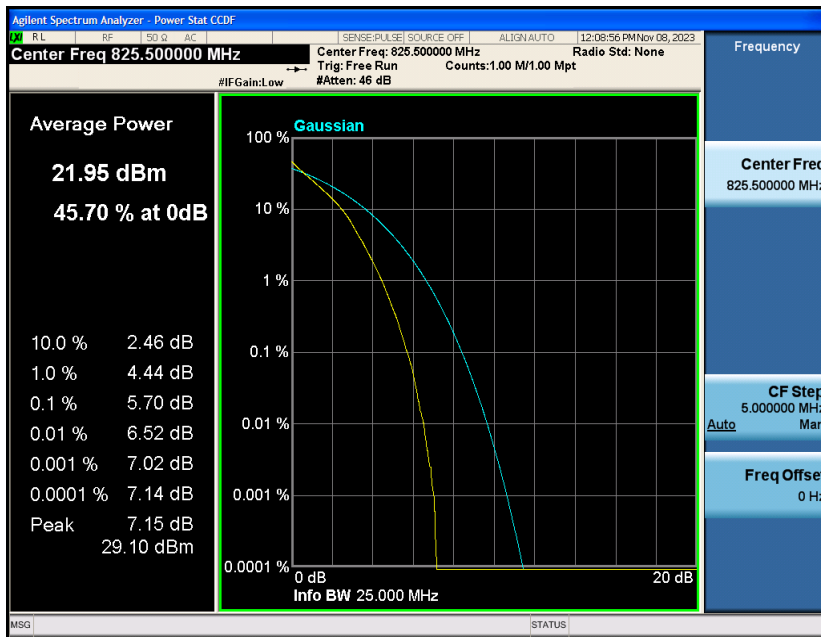 Agilent Spectrum Analyzer - Power Stat CCDF
LXI RL RF 50 Ω AC SENSE:PULSE SOURCE OFF ALIGN AUTO 12:08:56 PM Nov 08, 2023
Center Freq 825.500000 MHz
Center Freq: 825.500000 MHz Radio Std: None
Trig: Free Run Counts:1.00 M/1.00 Mpt
#IFGain:Low #Atten: 46 dB
Average Power
21.95 dBm
45.70 % at 0dB
10.0 % 2.46 dB
1.0 % 4.44 dB
0.1 % 5.70 dB
0.01 % 6.52 dB
0.001 % 7.02 dB
0.0001 % 7.14 dB
Peak 7.15 dB
29.10 dBm
Gaussian
100 %
10 %
1 %
0.1 %
0.01 %
0.001 %
0.0001 %
0 dB 20 dB
Info BW 25.000 MHz
Frequency
Center Freq
825.500000 MHz
CF Step
5.000000 MHz
Auto Man
Freq Offset
0 Hz
MSG STATUS